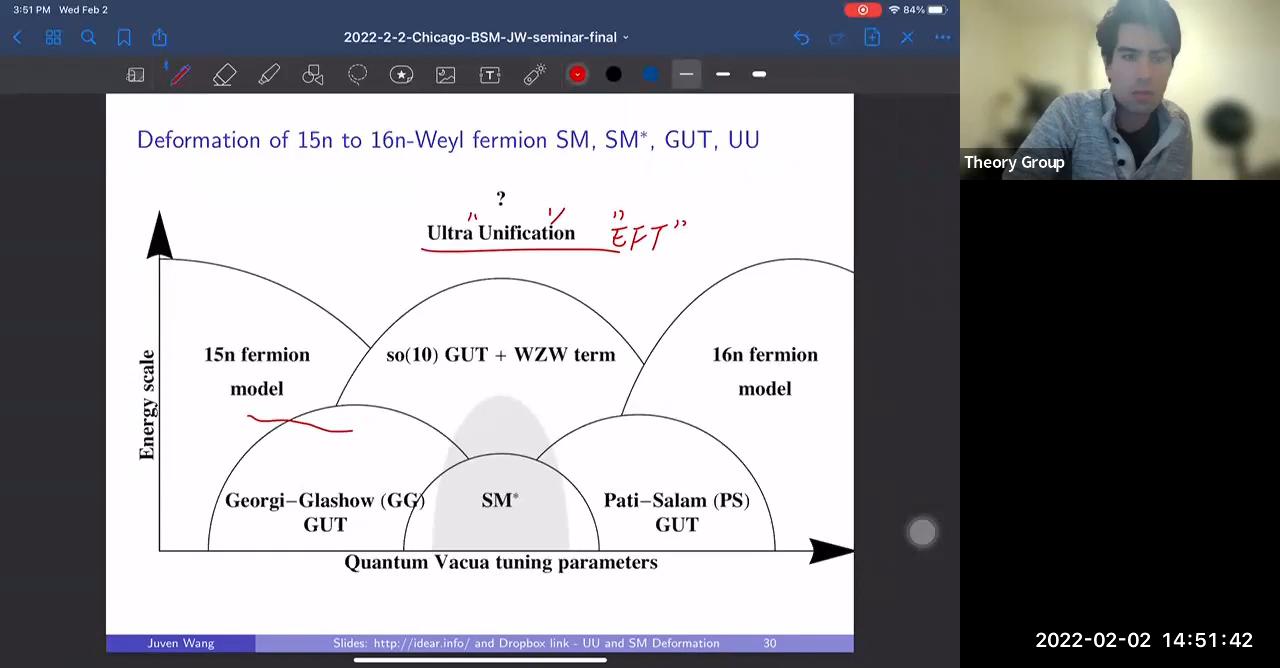 3:51 PM Wed Feb 2
84%
2022-2-2-Chicago-BSM-JW-seminar-final
Deformation of 15n to 16n-Weyl fermion SM, SM*, GUT, UU
?
Ultra Unification
"EFT"
15n fermion
model
so(10) GUT + WZW term
16n fermion
model
Energy scale
Georgi–Glashow (GG)
GUT
SM*
Pati–Salam (PS)
GUT
Quantum Vacua tuning parameters
Juven Wang
Slides: http://idear.info/ and Dropbox link - UU and SM Deformation
30
Theory Group
2022-02-02 14:51:42